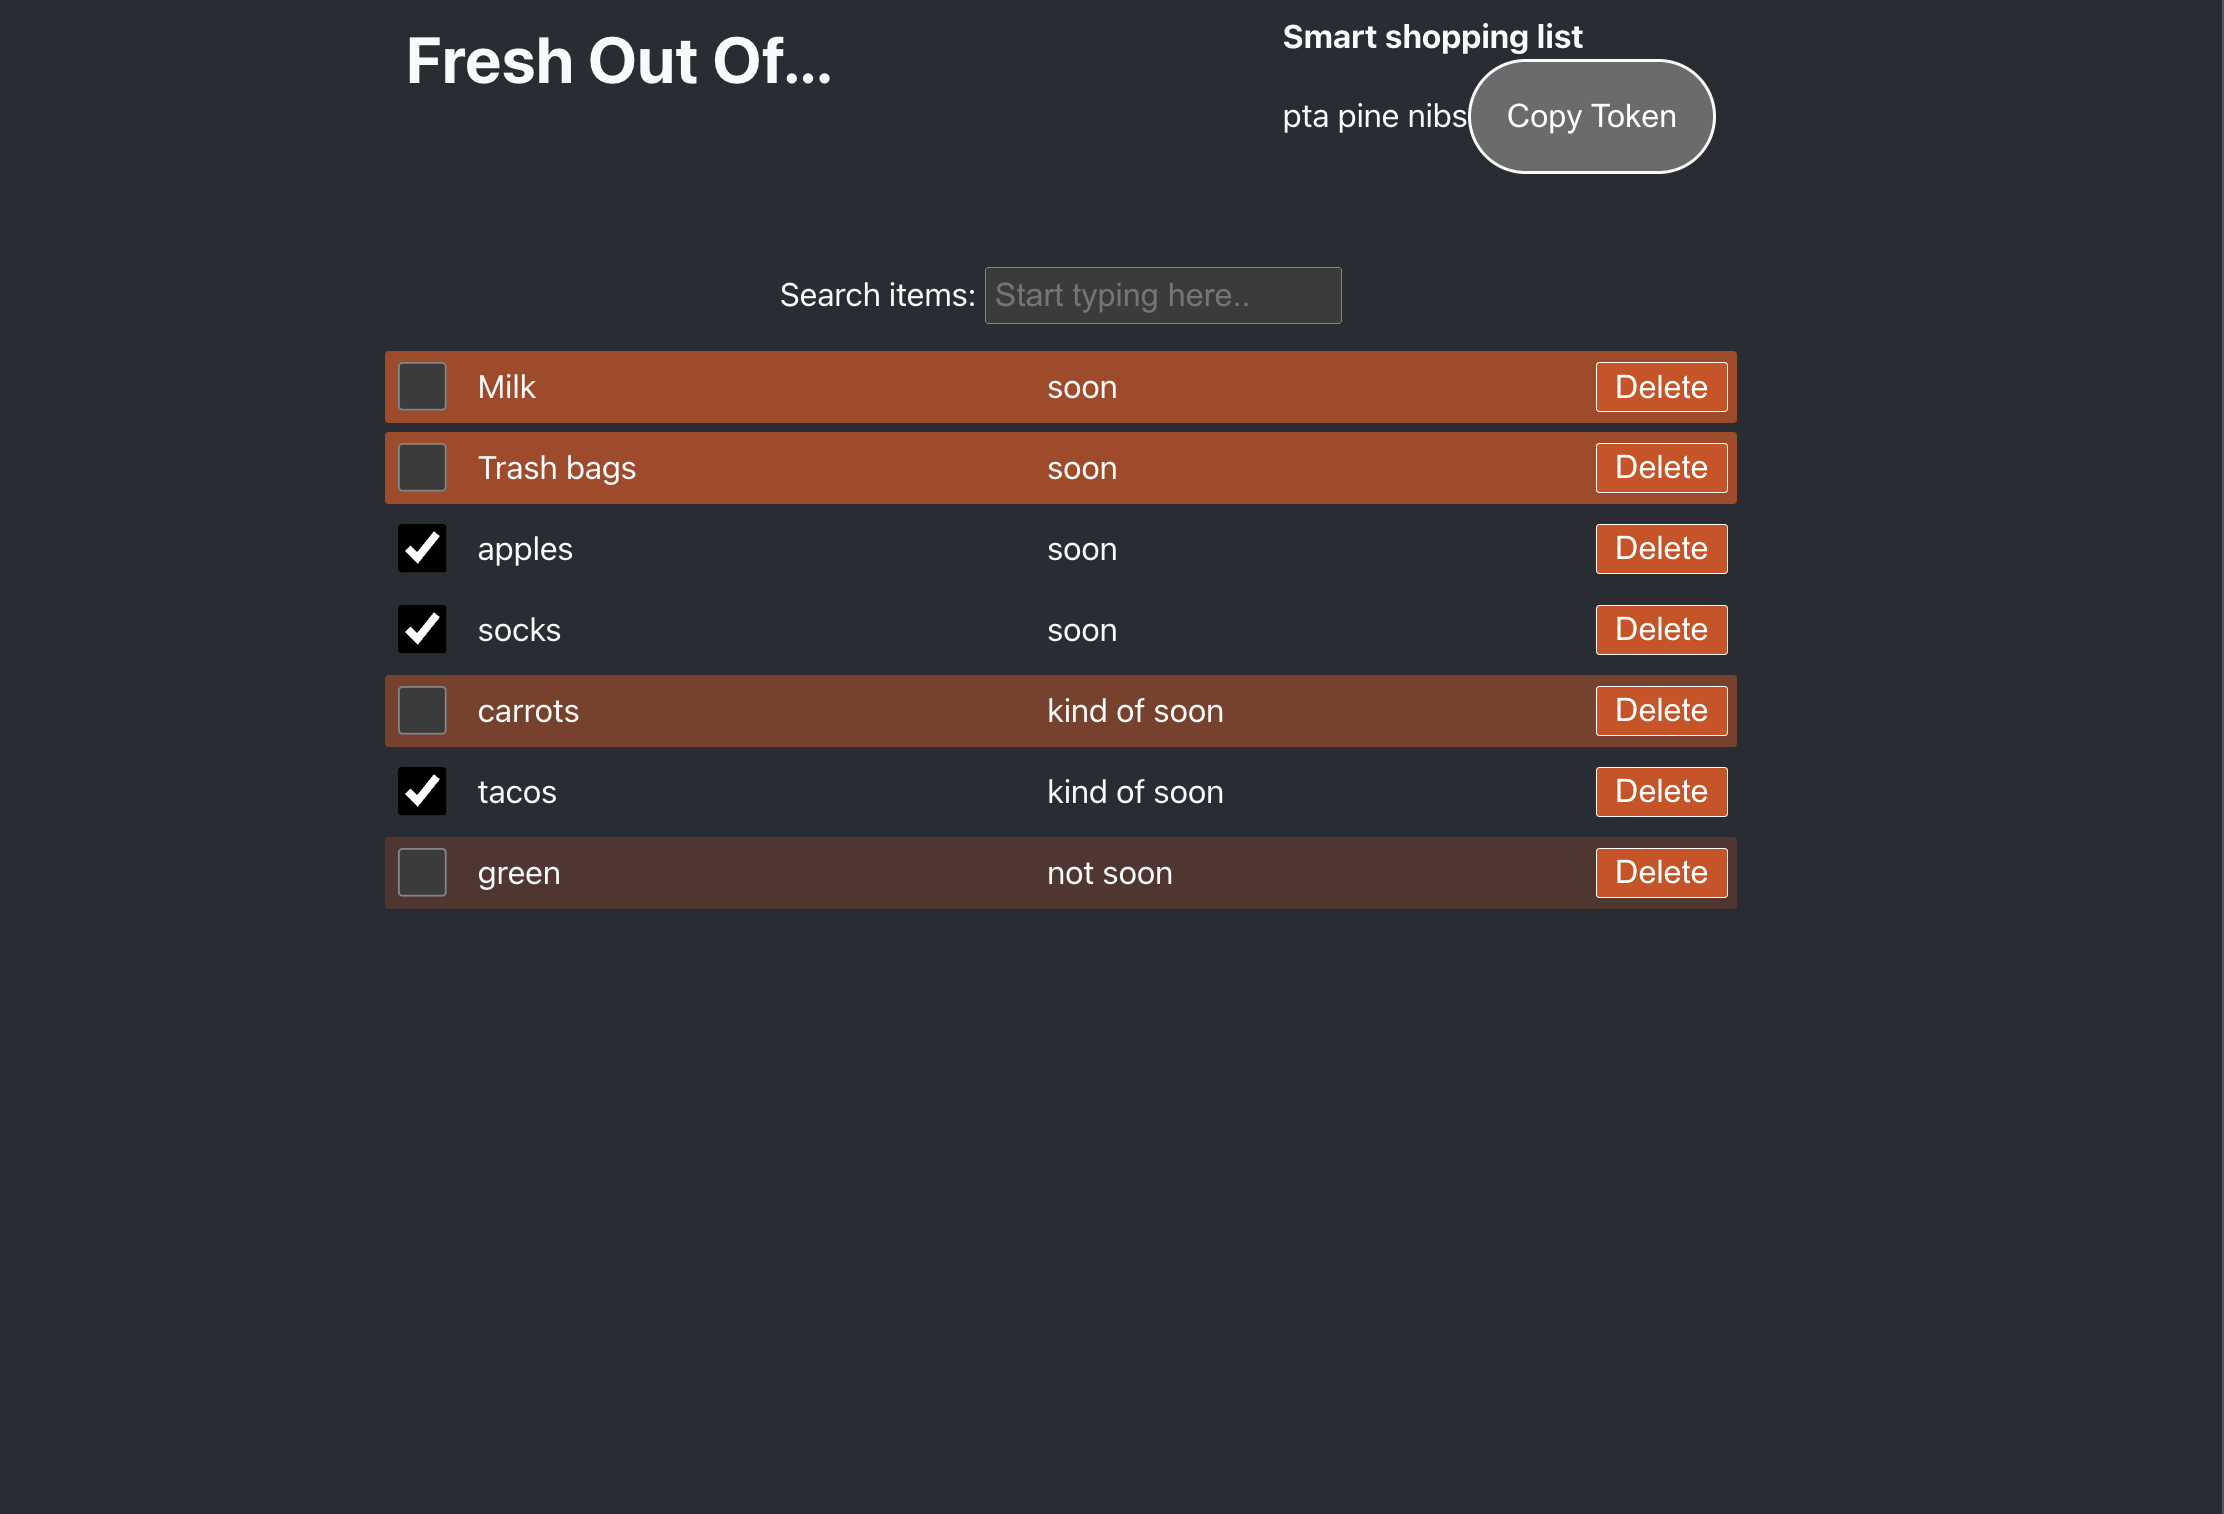 Fresh Out Of...
Smart shopping list
pta pine nibs Copy Token
Search items: Start typing here..
Milk soon Delete
Trash bags soon Delete
apples soon Delete
socks soon Delete
carrots kind of soon Delete
tacos kind of soon Delete
green not soon Delete